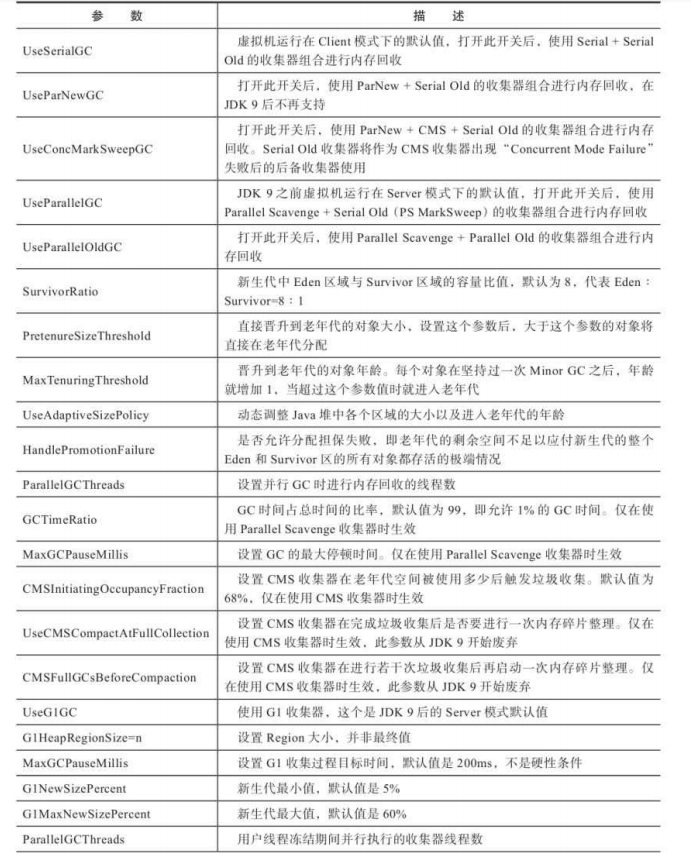 参 数 描 述
UseSerialGC
虚拟机运行在 Client 模式下的默认值，打开此开关后，使用 Serial + Serial
Old 的收集器组合进行内存回收
UseParNewGC
打开此开关后，使用 ParNew + Serial Old 的收集器组合进行内存回收，在
JDK 9 后不再支持
UseConcMarkSweepGC
打开此开关后，使用 ParNew + CMS + Serial Old 的收集器组合进行内存
回收。Serial Old 收集器将作为 CMS 收集器出现“Concurrent Mode Failure”
失败后的后备收集器使用
UseParallelGC
JDK 9 之前虚拟机运行在 Server 模式下的默认值，打开此开关后，使用
Parallel Scavenge + Serial Old（PS MarkSweep）的收集器组合进行内存回收
UseParallelOldGC
打开此开关后，使用 Parallel Scavenge + Parallel Old 的收集器组合进行内
存回收
SurvivorRatio
新生代中 Eden 区域与 Survivor 区域的容量比值，默认为 8，代表 Eden：
Survivor=8：1
PretenureSizeThreshold
直接晋升到老年代的对象大小，设置这个参数后，大于这个参数的对象将
直接在老年代分配
MaxTenuringThreshold
晋升到老年代的对象年龄。每个对象在坚持过一次 Minor GC 之后，年龄
就增加 1，当超过这个参数值时就进入老年代
UseAdaptiveSizePolicy
动态调整 Java 堆中各个区域的大小以及进入老年代的年龄
HandlePromotionFailure
是否允许分配担保失败，即老年代的剩余空间不足以应付新生代的整个
Eden 和 Survivor 区的所有对象都存活的极端情况
ParallelGCThreads
设置并行 GC 时进行内存回收的线程数
GCTimeRatio
GC 时间占总时间的比率，默认值为 99，即允许 1% 的 GC 时间。仅在使
用 Parallel Scavenge 收集器时生效
MaxGCPauseMillis
设置 GC 的最大停顿时间。仅在使用 Parallel Scavenge 收集器时生效
CMSInitiatingOccupancyFraction
设置 CMS 收集器在老年代空间被使用多少后触发垃圾收集。默认值为
68%，仅在使用 CMS 收集器时生效
UseCMSCompactAtFullCollection
设置 CMS 收集器在完成垃圾收集后是否要进行一次内存碎片整理。仅在
使用 CMS 收集器时生效，此参数从 JDK 9 开始废弃
CMSFullGCsBeforeCompaction
设置 CMS 收集器在进行若干次垃圾收集后再启动一次内存碎片整理。仅
在使用 CMS 收集器时生效，此参数从 JDK 9 开始废弃
UseG1GC
使用 G1 收集器，这个是 JDK 9 后的 Server 模式默认值
G1HeapRegionSize=n
设置 Region 大小，并非最终值
MaxGCPauseMillis
设置 G1 收集过程目标时间，默认值是 200ms，不是硬性条件
G1NewSizePercent
新生代最小值，默认值是 5%
G1MaxNewSizePercent
新生代最大值，默认值是 60%
ParallelGCThreads
用户线程冻结期间并行执行的收集器线程数